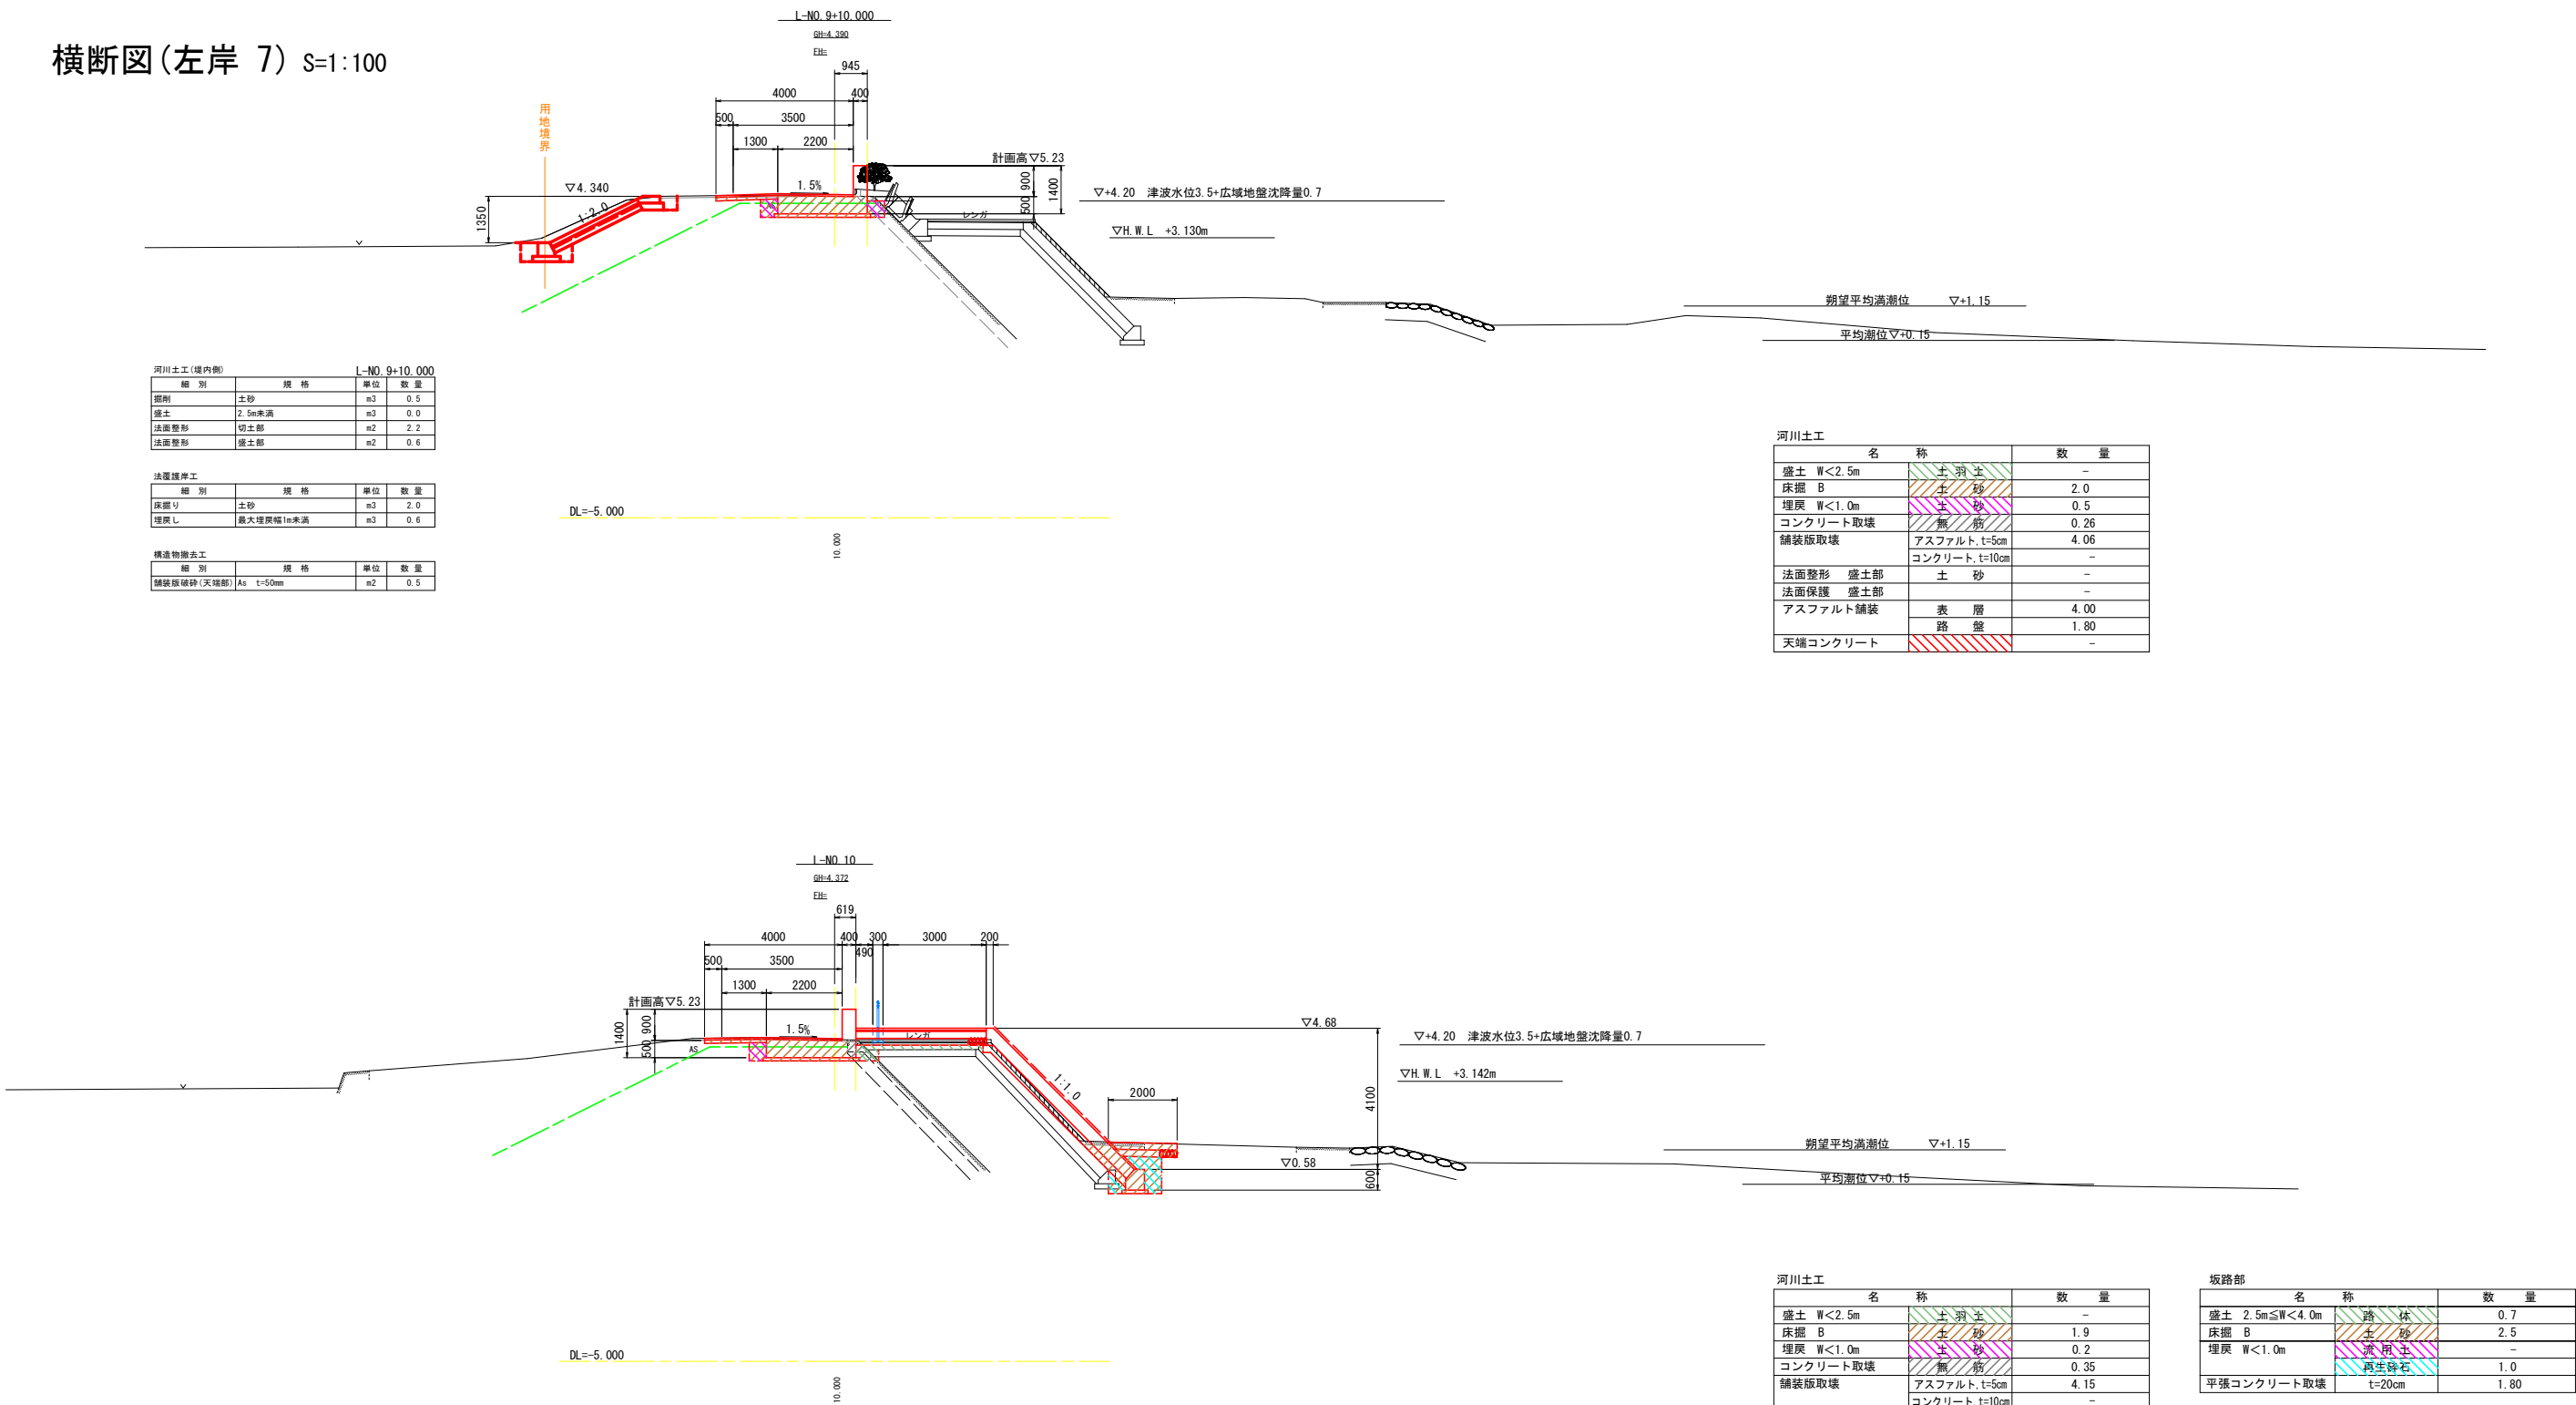 横断図(左岸 7) S=1:100
L-NO.9+10.000
GH=4.390
FH=
945
4000
400
500
3500
1300
2200
用地境界
計画高▽5.23
▽4.340
1:2.0
1350
1.5%
900
500
1400
レンガ
▽+4.20 津波水位3.5+広域地盤沈降量0.7
▽H.W.L +3.130m
朔望平均満潮位 ▽+1.15
平均潮位▽+0.15
DL=-5.000
10.000
河川土工(堤内側) L-NO.9+10.000
細 別 規 格 単位 数 量
掘削 土砂 m3 0.5
盛土 2.5m未満 m3 0.0
法面整形 切土部 m2 2.2
法面整形 盛土部 m2 0.6
法覆護岸工
細 別 規 格 単位 数 量
床掘り 土砂 m3 2.0
埋戻し 最大埋戻幅1m未満 m3 0.6
構造物撤去工
細 別 規 格 単位 数 量
舗装版破砕(天端部) As t=50mm m2 0.5
河川土工
名 称 数 量
盛土 W<2.5m 土 羽 土 -
床掘 B 土 砂 2.0
埋戻 W<1.0m 土 砂 0.5
コンクリート取壊 無 筋 0.26
舗装版取壊 アスファルト,t=5cm 4.06
コンクリート,t=10cm -
法面整形 盛土部 土 砂 -
法面保護 盛土部 -
アスファルト舗装 表 層 4.00
路 盤 1.80
天端コンクリート -
L-NO.10
GH=4.372
FH=
619
4000
400
300
3000
200
490
500
3500
1300
2200
計画高▽5.23
1400
900
500
1.5%
AS
レンガ
▽4.68
1:1.0
2000
4100
▽0.58
600
▽+4.20 津波水位3.5+広域地盤沈降量0.7
▽H.W.L +3.142m
朔望平均満潮位 ▽+1.15
平均潮位▽+0.15
DL=-5.000
10.000
河川土工
名 称 数 量
盛土 W<2.5m 土 羽 土 -
床掘 B 土 砂 1.9
埋戻 W<1.0m 土 砂 0.2
コンクリート取壊 無 筋 0.35
舗装版取壊 アスファルト,t=5cm 4.15
コンクリート,t=10cm -
坂路部
名 称 数 量
盛土 2.5m≦W<4.0m 路 体 0.7
床掘 B 土 砂 2.5
埋戻 W<1.0m 流 用 土 -
再生砕石 1.0
平張コンクリート取壊 t=20cm 1.80